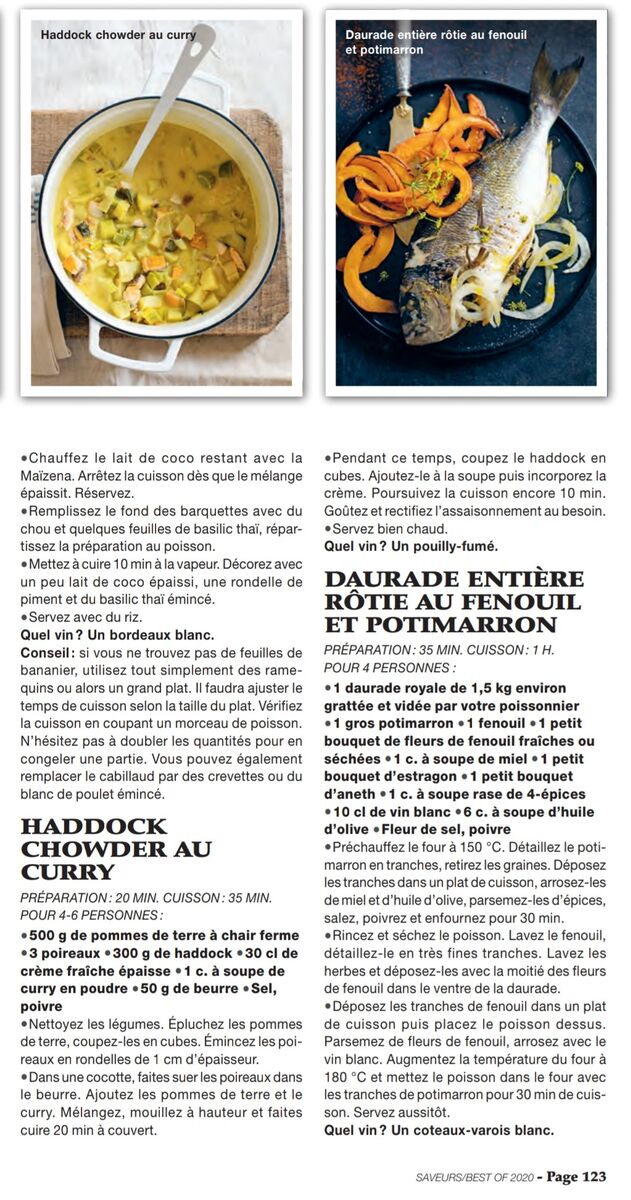 Haddock chowder au curry
Daurade entière rôtie au fenouil
et potimarron
•Chauffez le lait de coco restant avec la
Maïzena. Arrêtez la cuisson dès que le mélange
épaissit. Réservez.
•Remplissez le fond des barquettes avec du
chou et quelques feuilles de basilic thaï, répar-
tissez la préparation au poisson.
•Mettez à cuire 10 min à la vapeur. Décorez avec
un peu lait de coco épaissi, une rondelle de
piment et du basilic thaï émincé.
•Servez avec du riz.
Quel vin ? Un bordeaux blanc.
Conseil : si vous ne trouvez pas de feuilles de
bananier, utilisez tout simplement des rame-
quins ou alors un grand plat. Il faudra ajuster le
temps de cuisson selon la taille du plat. Vérifiez
la cuisson en coupant un morceau de poisson.
N'hésitez pas à doubler les quantités pour en
congeler une partie. Vous pouvez également
remplacer le cabillaud par des crevettes ou du
blanc de poulet émincé.
HADDOCK
CHOWDER AU
CURRY
PRÉPARATION : 20 MIN. CUISSON : 35 MIN.
POUR 4-6 PERSONNES :
•500 g de pommes de terre à chair ferme
•3 poireaux •300 g de haddock •30 cl de
crème fraîche épaisse •1 c. à soupe de
curry en poudre •50 g de beurre •Sel,
poivre
•Nettoyez les légumes. Épluchez les pommes
de terre, coupez-les en cubes. Émincez les poi-
reaux en rondelles de 1 cm d'épaisseur.
•Dans une cocotte, faites suer les poireaux dans
le beurre. Ajoutez les pommes de terre et le
curry. Mélangez, mouillez à hauteur et faites
cuire 20 min à couvert.
•Pendant ce temps, coupez le haddock en
cubes. Ajoutez-le à la soupe puis incorporez la
crème. Poursuivez la cuisson encore 10 min.
Goûtez et rectifiez l'assaisonnement au besoin.
•Servez bien chaud.
Quel vin ? Un pouilly-fumé.
DAURADE ENTIÈRE
RÔTIE AU FENOUIL
ET POTIMARRON
PRÉPARATION : 35 MIN. CUISSON : 1 H.
POUR 4 PERSONNES :
•1 daurade royale de 1,5 kg environ
grattée et vidée par votre poissonnier
•1 gros potimarron •1 fenouil •1 petit
bouquet de fleurs de fenouil fraîches ou
séchées •1 c. à soupe de miel •1 petit
bouquet d'estragon •1 petit bouquet
d'aneth •1 c. à soupe rase de 4-épices
•10 cl de vin blanc •6 c. à soupe d'huile
d'olive •Fleur de sel, poivre
•Préchauffez le four à 150 °C. Détaillez le poti-
marron en tranches, retirez les graines. Déposez
les tranches dans un plat de cuisson, arrosez-les
de miel et d'huile d'olive, parsemez-les d'épices,
salez, poivrez et enfournez pour 30 min.
•Rincez et séchez le poisson. Lavez le fenouil,
détaillez-le en très fines tranches. Lavez les
herbes et déposez-les avec la moitié des fleurs
de fenouil dans le ventre de la daurade.
•Déposez les tranches de fenouil dans un plat
de cuisson puis placez le poisson dessus.
Parsemez de fleurs de fenouil, arrosez avec le
vin blanc. Augmentez la température du four à
180 °C et mettez le poisson dans le four avec
les tranches de potimarron pour 30 min de cuis-
son. Servez aussitôt.
Quel vin ? Un coteaux-varois blanc.
SAVEURS/BEST OF 2020 - Page 123